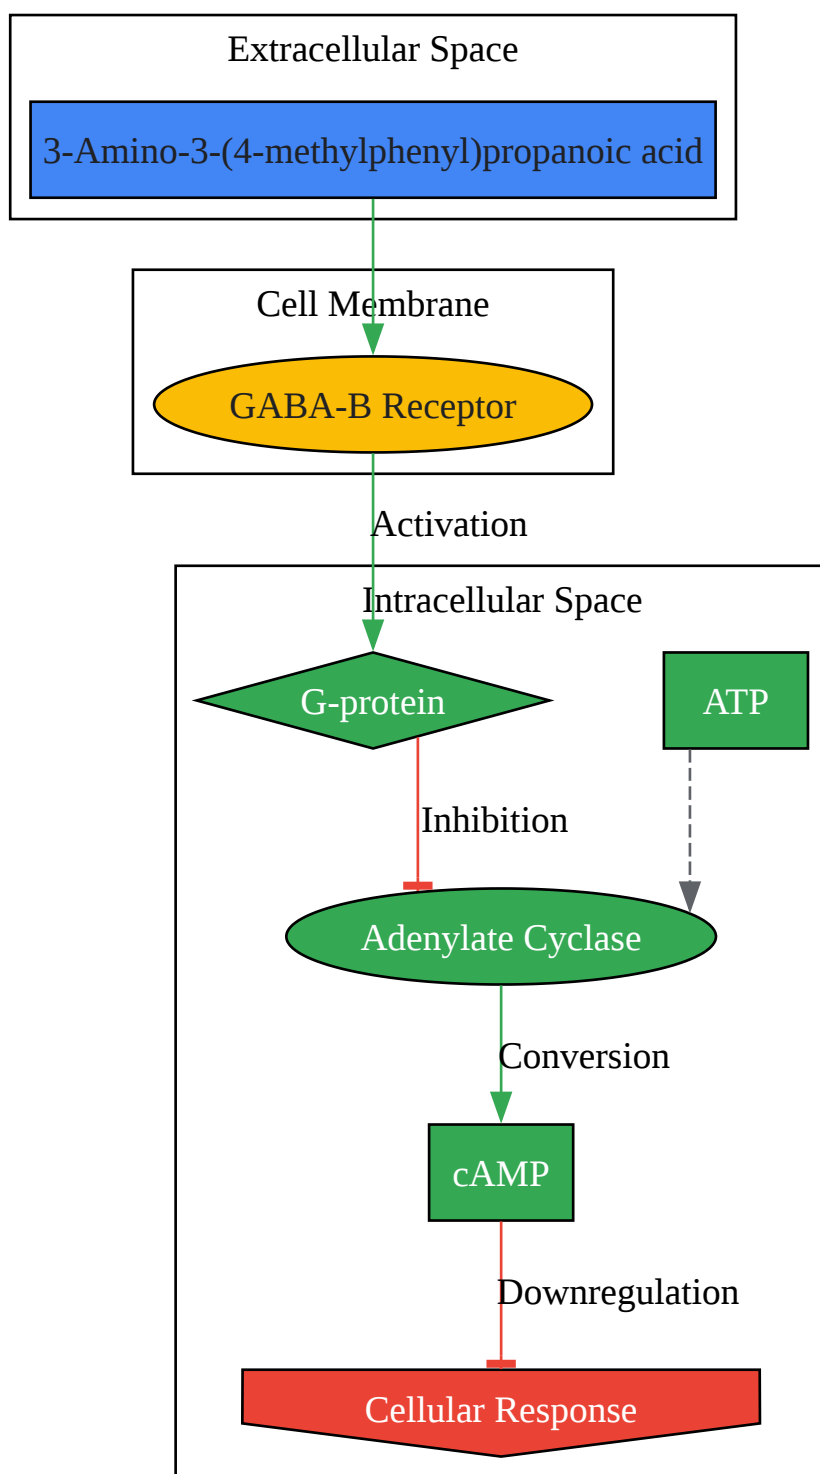 Extracellular Space
3-Amino-3-(4-methylphenyl)propanoic acid
Cell Membrane
GABA-B Receptor
Activation
Intracellular Space
G-protein
ATP
Inhibition
Adenylate Cyclase
Conversion
cAMP
Downregulation
Cellular Response